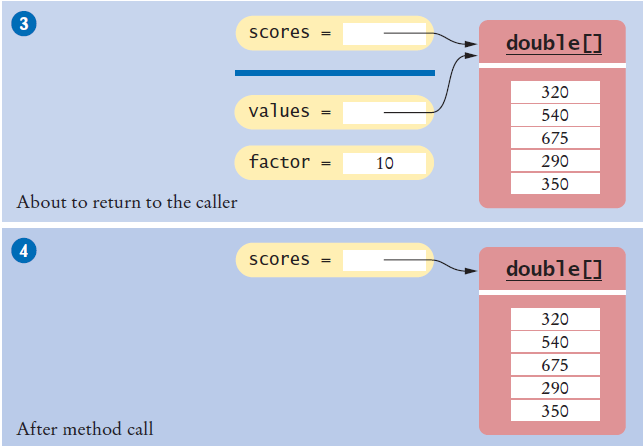 3
scores =
double[]
values =
factor = 10
320
540
675
290
350
About to return to the caller
4
scores =
double[]
320
540
675
290
350
After method call